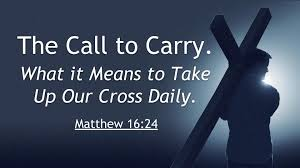 The Call to Carry.
What it Means to Take
Up Our Cross Daily.
Matthew 16:24